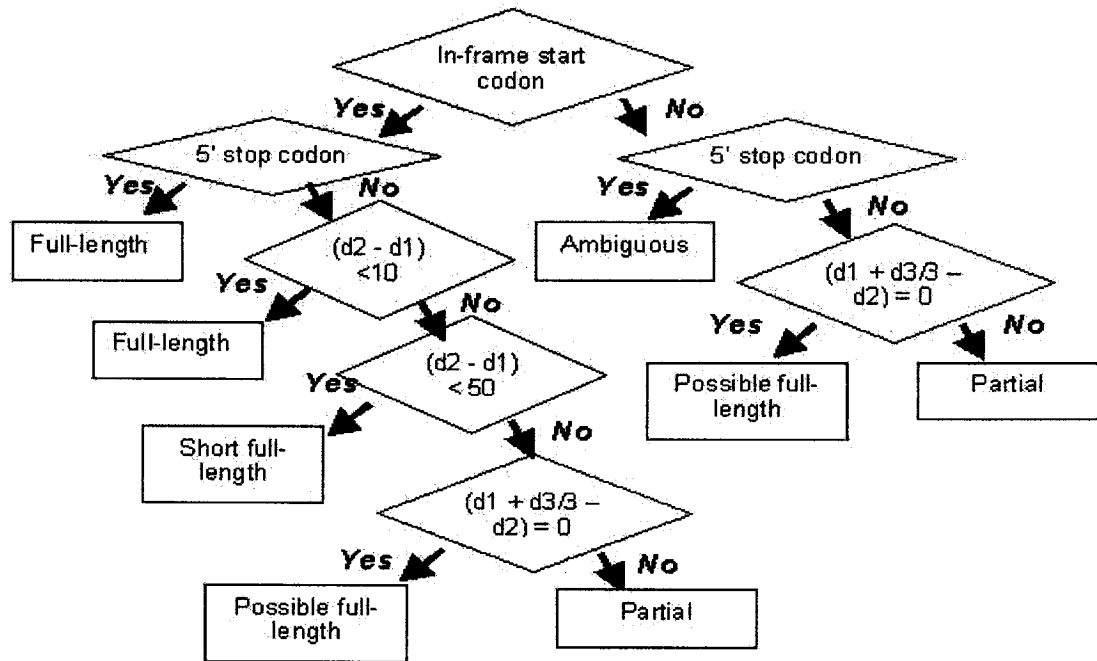 In-frame start
codon
Yes
No
5' stop codon
5' stop codon
Yes
No
Yes
No
Full-length
(d2 - d1)
<10
Ambiguous
(d1 + d3/3 –
d2) = 0
Yes
No
Yes
No
Full-length
(d2 - d1)
< 50
Possible full-
length
Partial
Yes
No
Short full-
length
(d1 + d3/3 –
d2) = 0
Yes
No
Possible full-
length
Partial